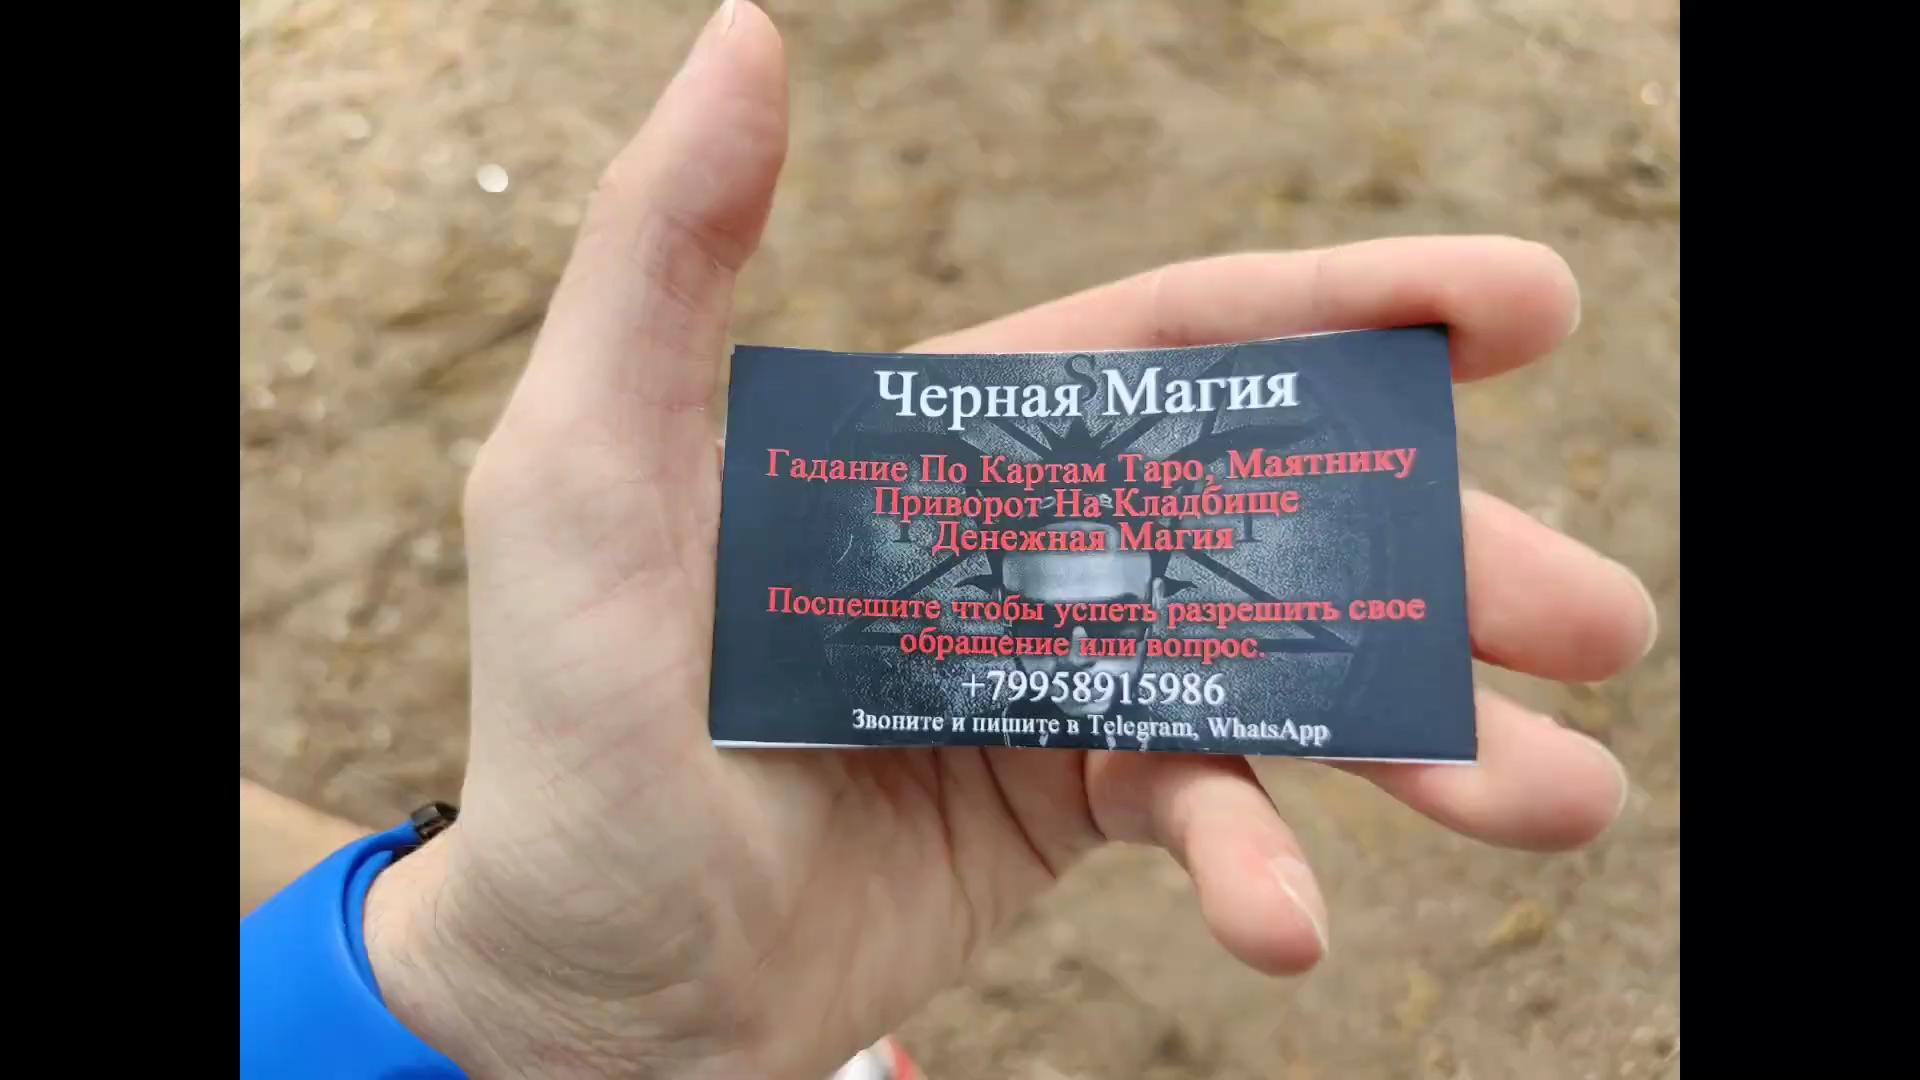 Черная Магия
Гадание По Картам Таро, Маятнику
Приворот На Кладбище
Денежная Магия
Поспешите чтобы успеть разрешить свое
обращение или вопрос.
+79958915986
Звоните и пишите в Telegram, WhatsApp